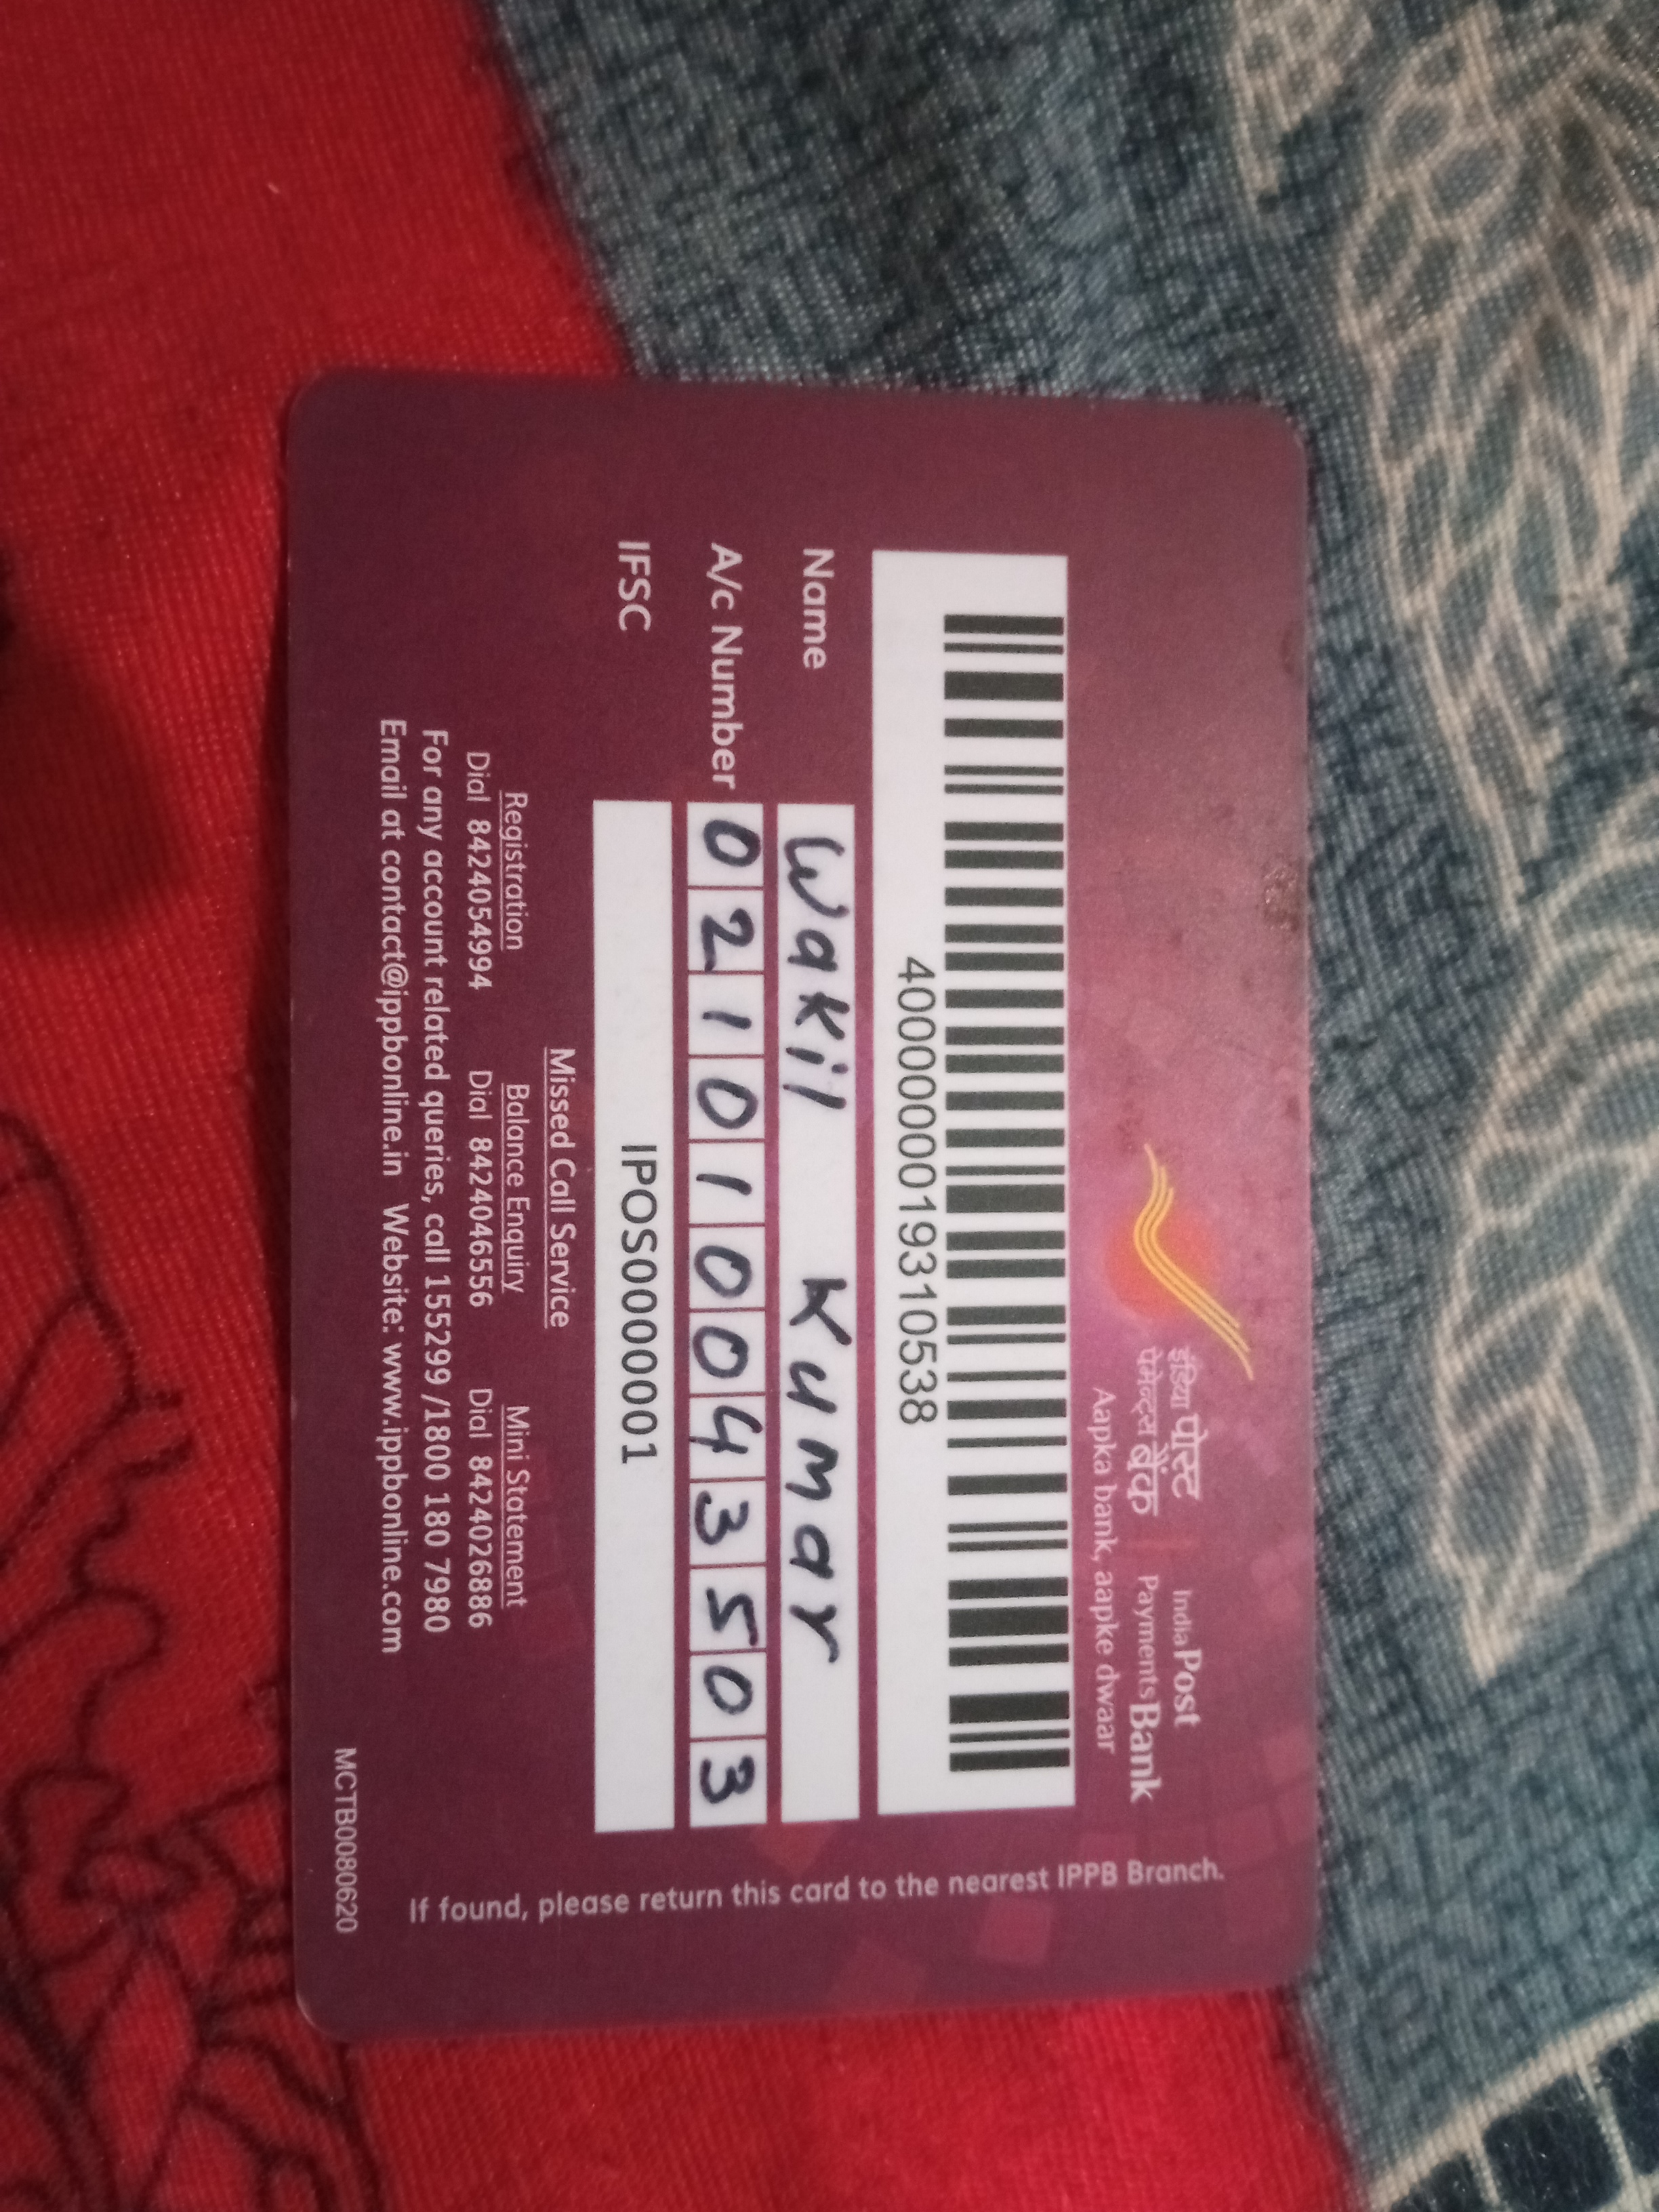 इंडिया पोस्ट
पेमेन्ट्स बैंक
India Post
Payments Bank
Aapka bank, aapke dwaar
40000000019310538
Name Wakil Kumar
A/c Number 021010043503
IFSC IPOS0000001
Missed Call Service
Registration Balance Enquiry Mini Statement
Dial 8424054994 Dial 8424046556 Dial 8424026886
For any account related queries, call 155299 /1800 180 7980
Email at contact@ippbonline.in Website: www.ippbonline.com
If found, please return this card to the nearest IPPB Branch.
MCTB0080620